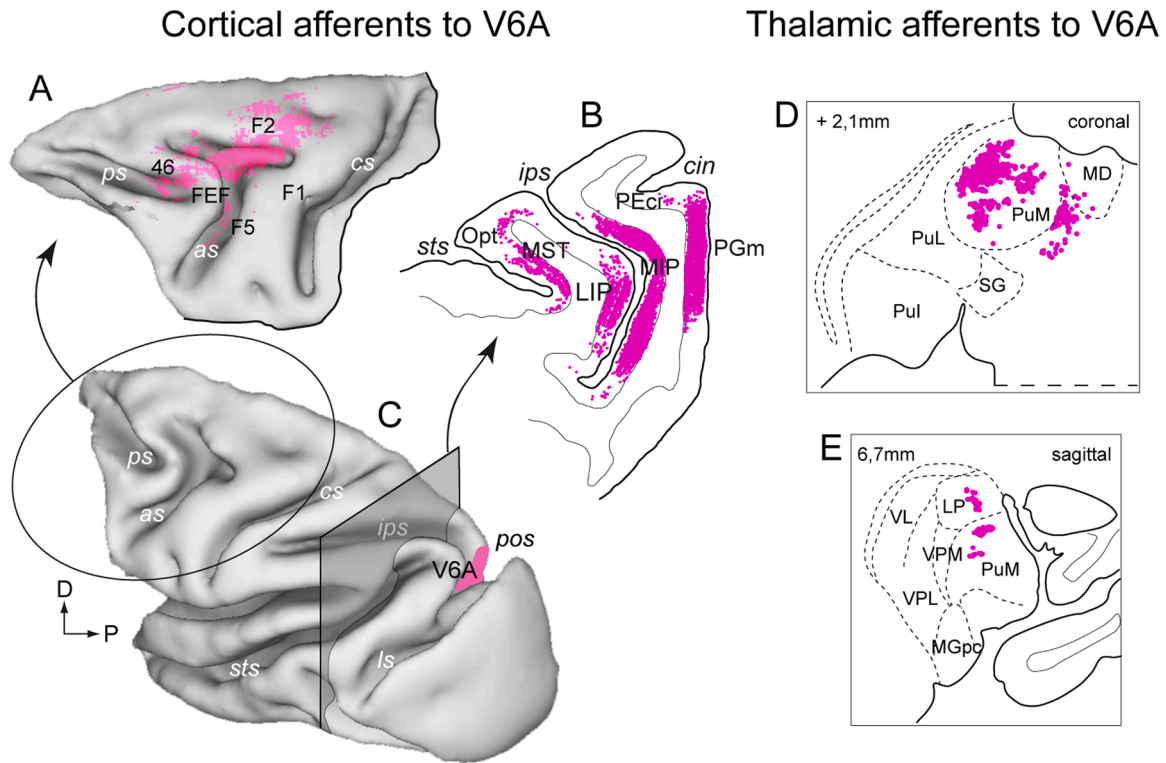 Cortical afferents to V6A
Thalamic afferents to V6A
A
F2
46
ps
FEF
F1
cs
F5
as
B
ips
cin
PEci
sts
Opt
MST
LIP
MIP
PGm
C
ps
as
cs
ips
pos
V6A
D
P
sts
ls
D
+ 2,1mm
coronal
MD
PuM
PuL
SG
PuI
E
6,7mm
sagittal
VL
LP
VPM
PuM
VPL
MGpc